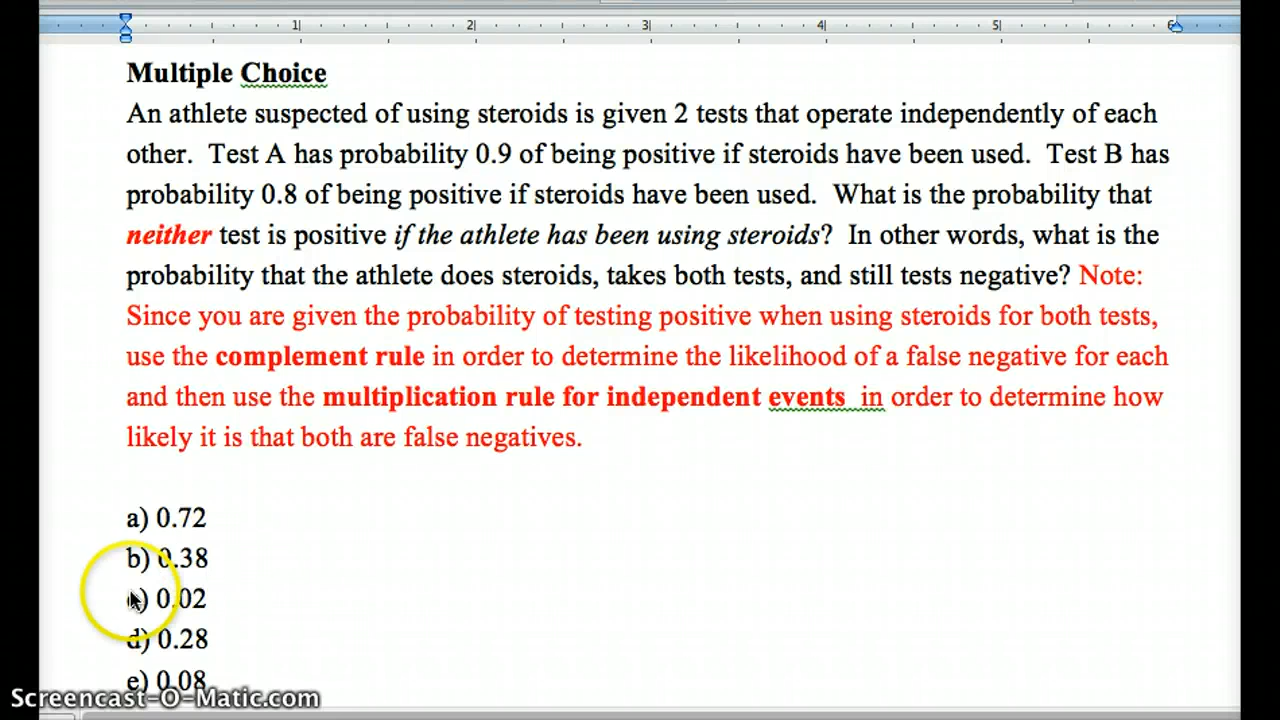 1
2
3
4
5
6
Multiple Choice
An athlete suspected of using steroids is given 2 tests that operate independently of each
other.  Test A has probability 0.9 of being positive if steroids have been used.  Test B has
probability 0.8 of being positive if steroids have been used.  What is the probability that
neither test is positive if the athlete has been using steroids?  In other words, what is the
probability that the athlete does steroids, takes both tests, and still tests negative? Note:
Since you are given the probability of testing positive when using steroids for both tests,
use the complement rule in order to determine the likelihood of a false negative for each
and then use the multiplication rule for independent events  in order to determine how
likely it is that both are false negatives.
a) 0.72
b) 0.38
) 0.02
d) 0.28
e) 0.08
Screencast-O-Matic.com